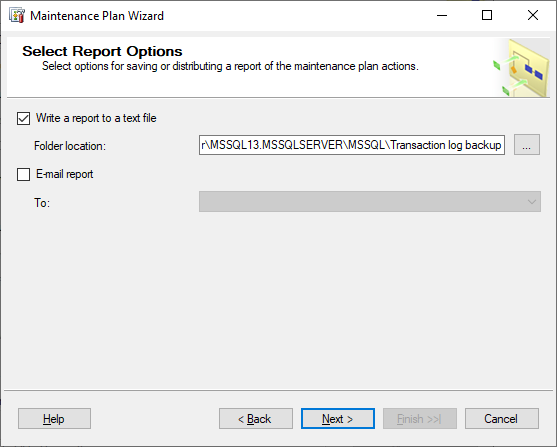 Maintenance Plan Wizard
Select Report Options
Select options for saving or distributing a report of the maintenance plan actions.
Write a report to a text file
Folder location:
r\MSSQL13.MSSQLSERVER\MSSQL\Transaction log backup
...
E-mail report
To:
Help
< Back
Next >
Finish >>|
Cancel